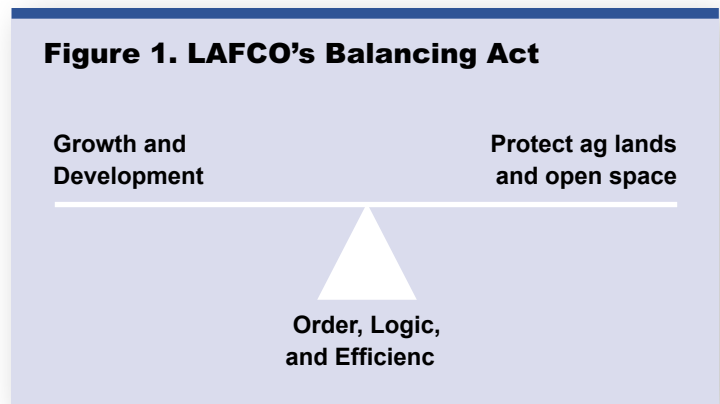 Figure 1. LAFCO's Balancing Act
Growth and
Development
Protect ag lands
and open space
Order, Logic,
and Efficienc